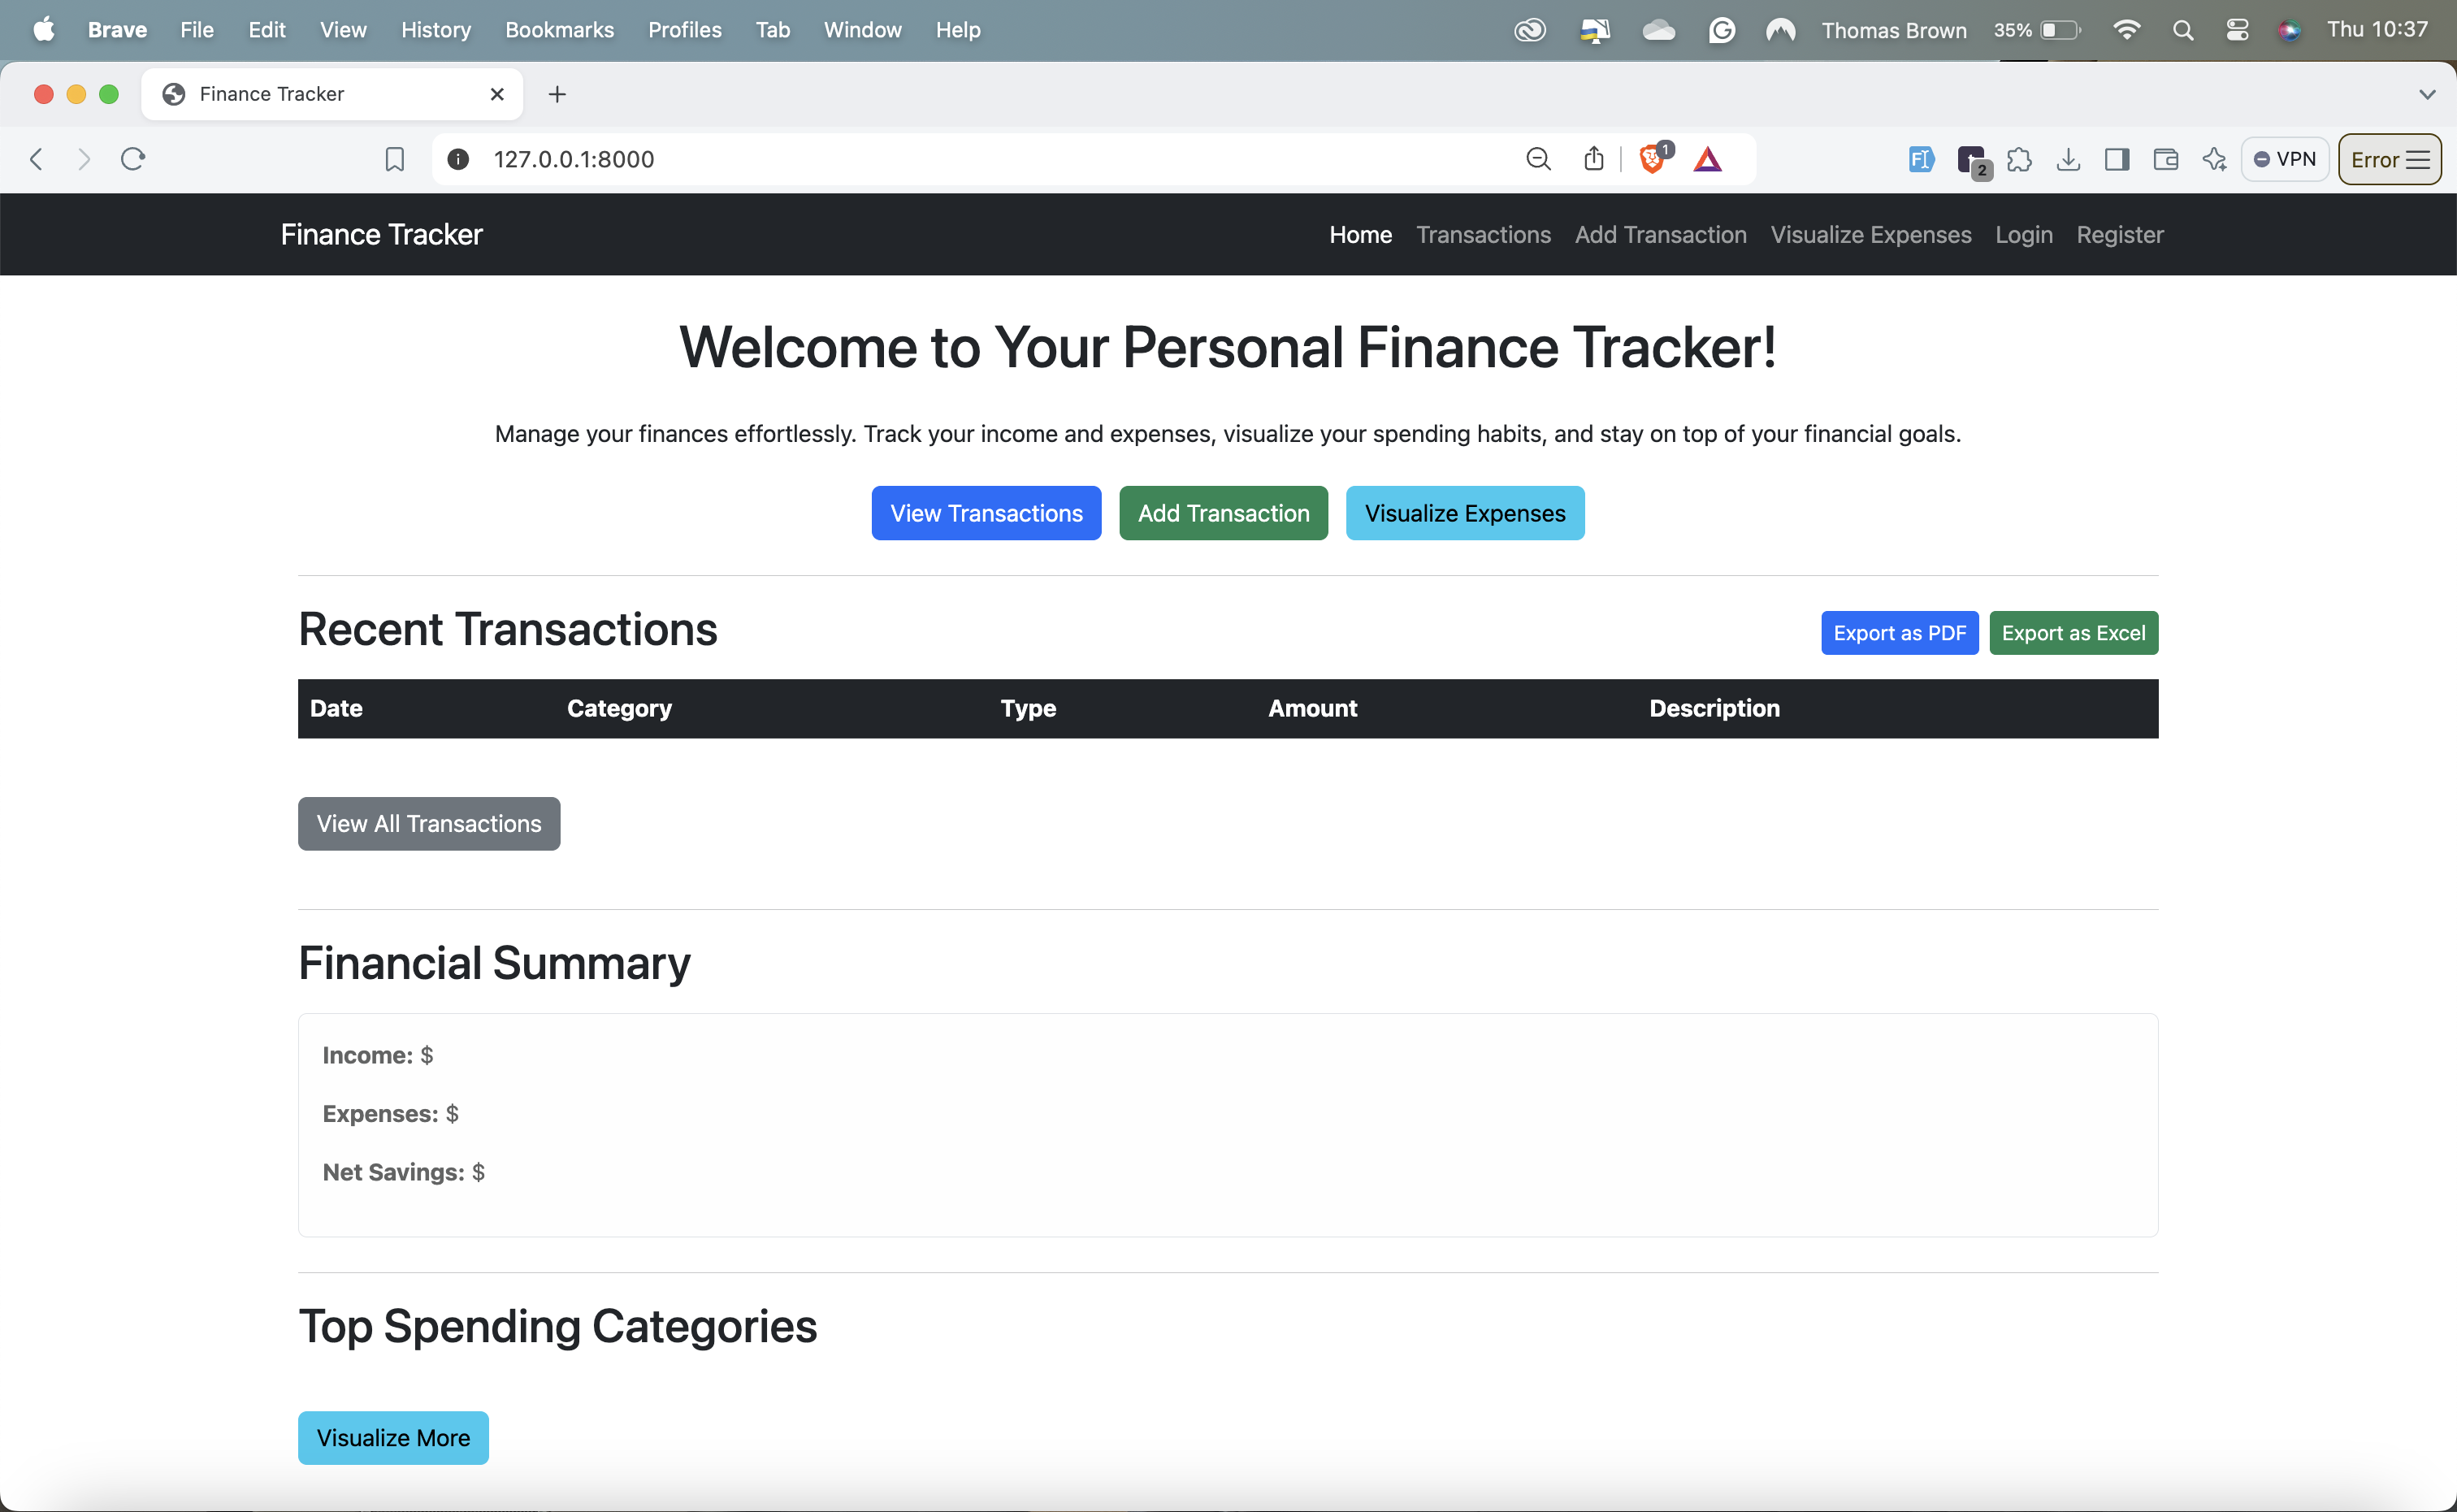 Brave File Edit View History Bookmarks Profiles Tab Window Help Thomas Brown 35% Thu 10:37
Finance Tracker
127.0.0.1:8000 1 2 VPN Error
Finance Tracker Home Transactions Add Transaction Visualize Expenses Login Register
Welcome to Your Personal Finance Tracker!
Manage your finances effortlessly. Track your income and expenses, visualize your spending habits, and stay on top of your financial goals.
View Transactions Add Transaction Visualize Expenses
Recent Transactions Export as PDF Export as Excel
Date Category Type Amount Description
View All Transactions
Financial Summary
Income: $
Expenses: $
Net Savings: $
Top Spending Categories
Visualize More